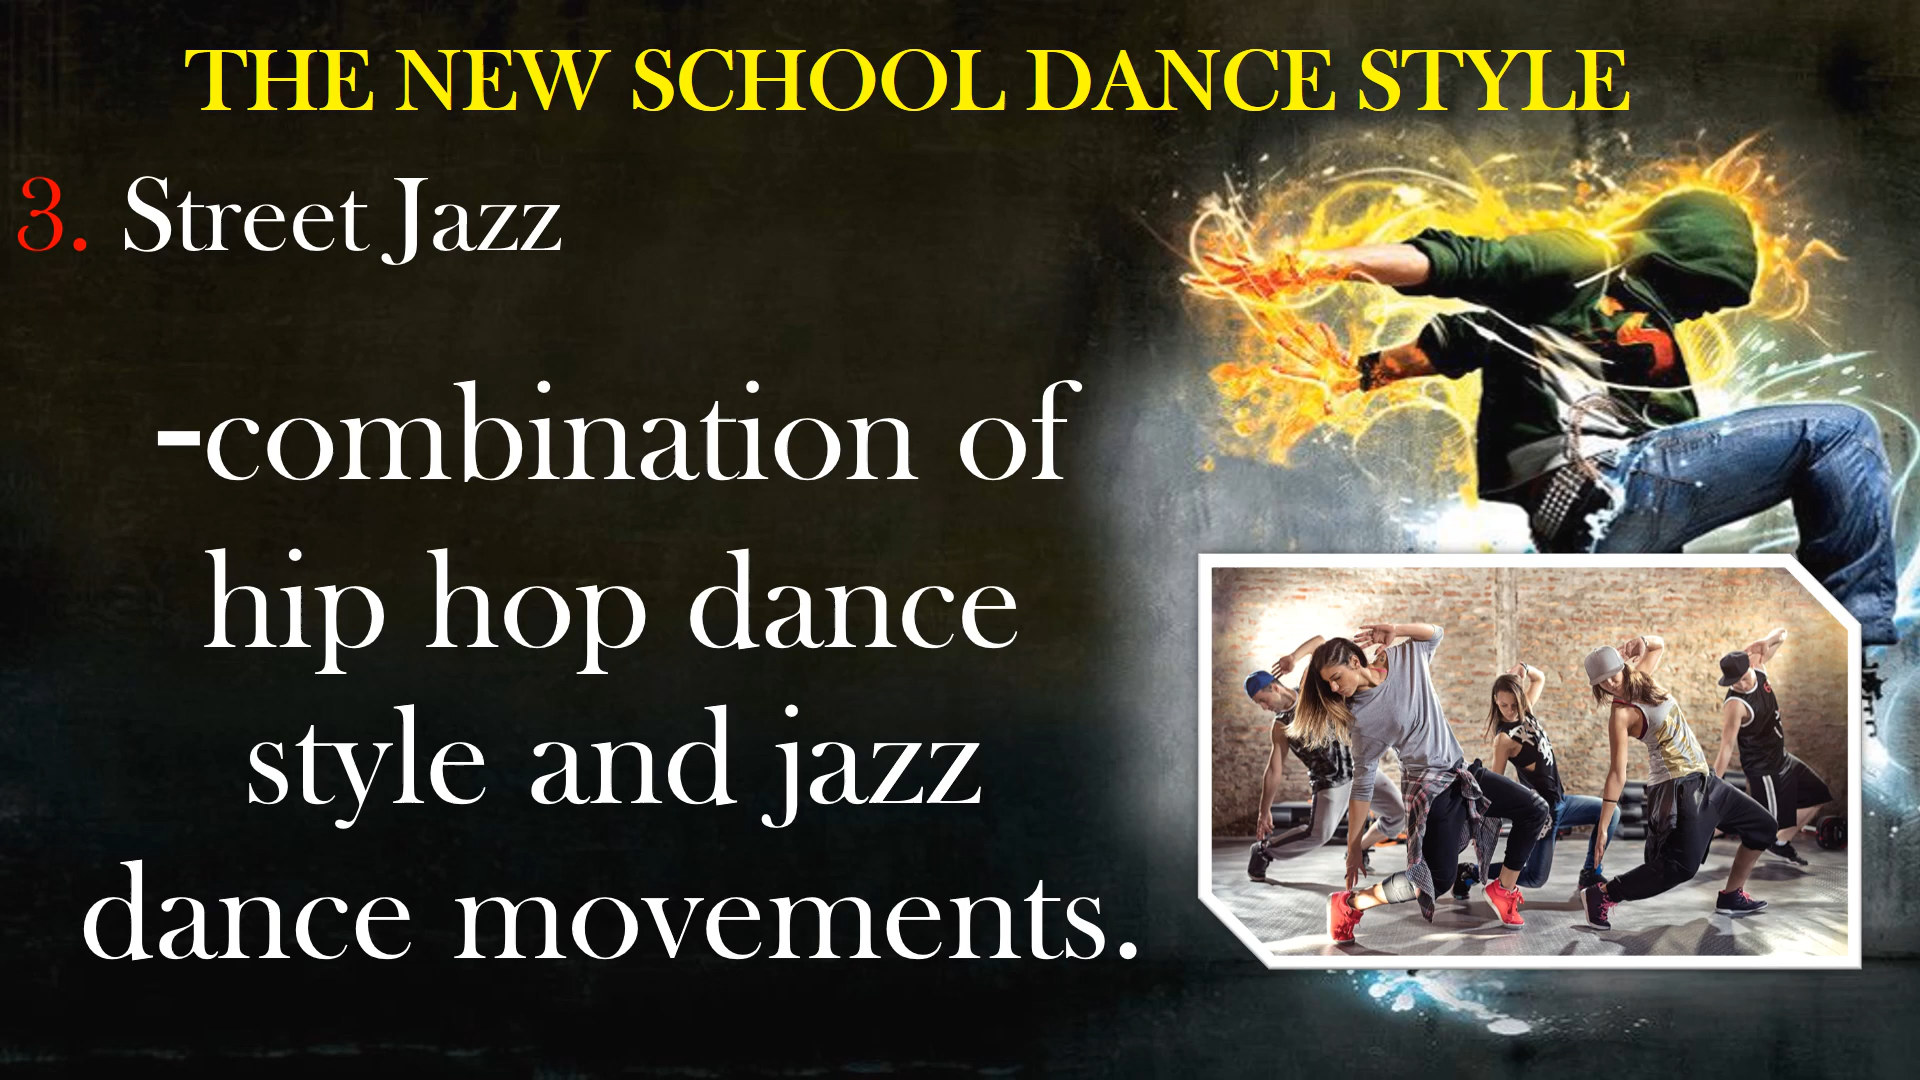 THE NEW SCHOOL DANCE STYLE
3. Street Jazz
-combination of
hip hop dance
style and jazz
dance movements.